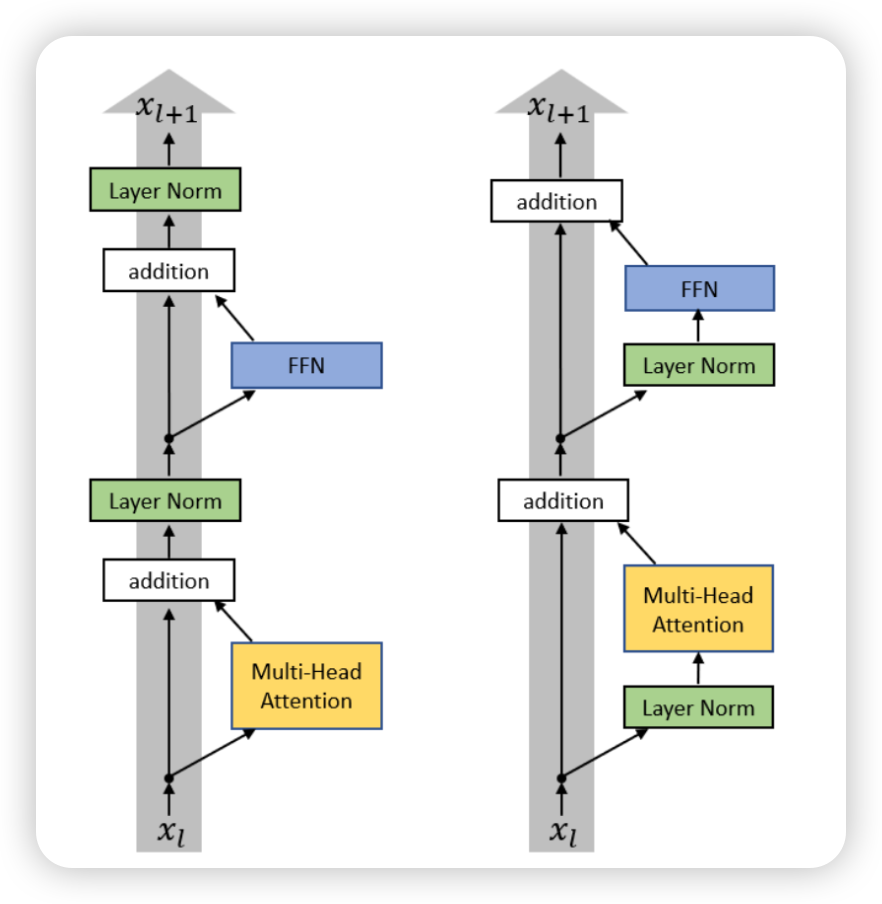 x_{l+1}
Layer Norm
addition
FFN
Layer Norm
addition
Multi-Head
Attention
x_l
x_{l+1}
addition
FFN
Layer Norm
addition
Multi-Head
Attention
Layer Norm
x_l